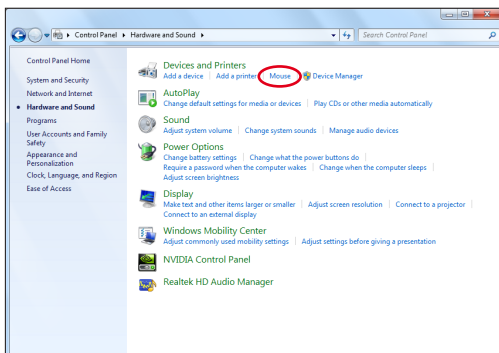 Control Panel Hardware and Sound Search Control Panel
Control Panel Home
System and Security
Network and Internet
Hardware and Sound
Programs
User Accounts and Family
Safety
Appearance and
Personalization
Clock, Language, and Region
Ease of Access
Devices and Printers
Add a device Add a printer Mouse Device Manager
AutoPlay
Change default settings for media or devices Play CDs or other media automatically
Sound
Adjust system volume Change system sounds Manage audio devices
Power Options
Change battery settings Change what the power buttons do
Require a password when the computer wakes Change when the computer sleeps
Adjust screen brightness
Display
Make text and other items larger or smaller Adjust screen resolution Connect to a projector
Connect to an external display
Windows Mobility Center
Adjust commonly used mobility settings Adjust settings before giving a presentation
NVIDIA Control Panel
Realtek HD Audio Manager